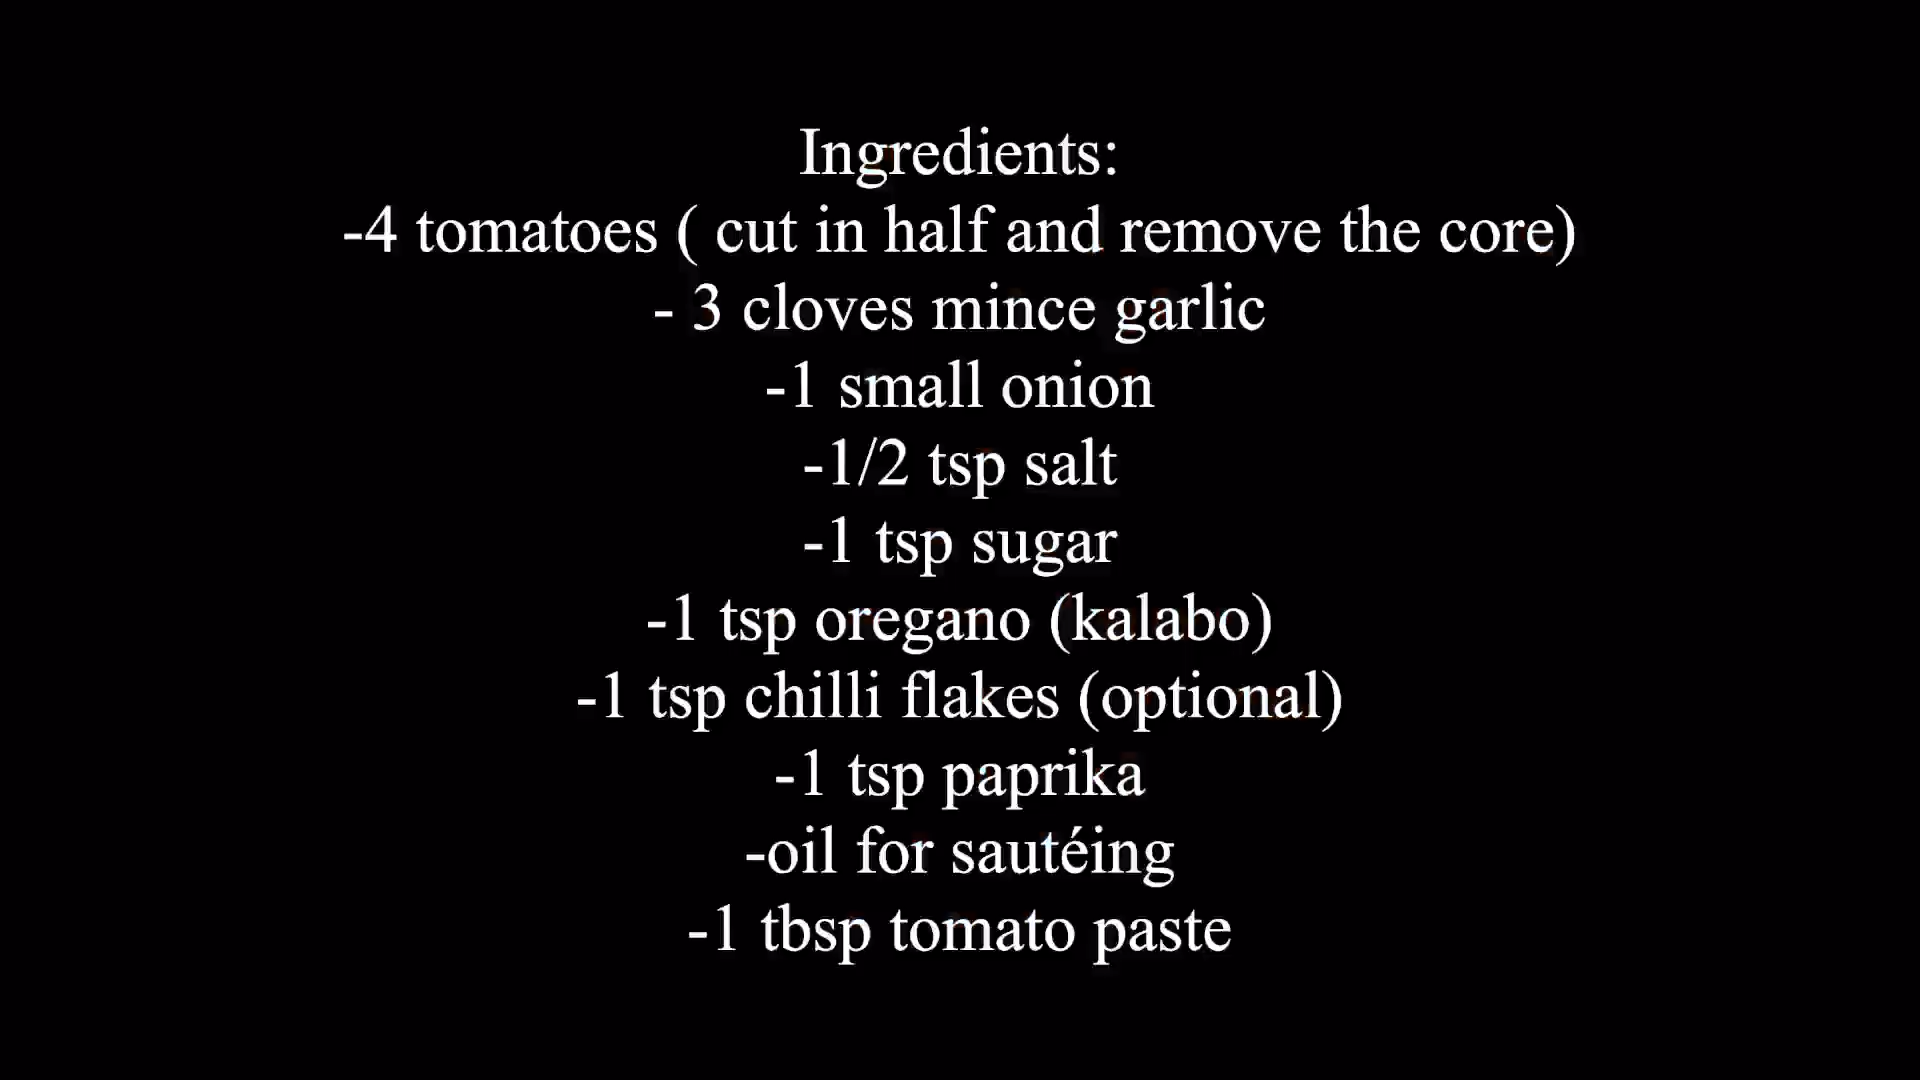 Ingredients:
-4 tomatoes ( cut in half and remove the core)
- 3 cloves mince garlic
-1 small onion
-1/2 tsp salt
-1 tsp sugar
-1 tsp oregano (kalabo)
-1 tsp chilli flakes (optional)
-1 tsp paprika
-oil for sautéing
-1 tbsp tomato paste